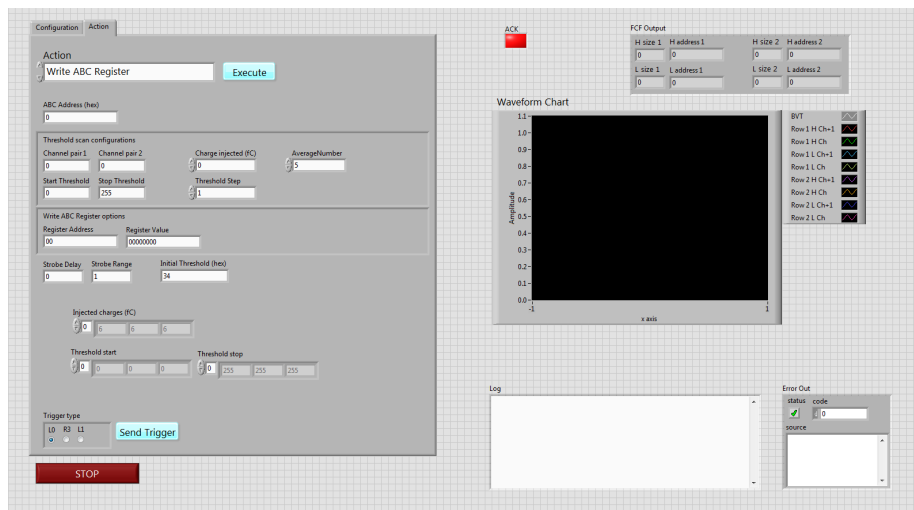 Configuration Action
Action
Write ABC Register Execute
ABC Address (hex)
0
Threshold scan configurations
Channel pair 1 Channel pair 2 Charge injected (fC) AverageNumber
0 0 0 5
Start Threshold Stop Threshold Threshold Step
0 255 1
Write ABC Register options
Register Address Register Value
00 00000000
Strobe Delay Strobe Range Initial Threshold (hex)
0 1 34
Injected charges (fC)
0 6 6 6
Threshold start Threshold stop
0 0 0 0 0 255 255 255
Trigger type
L0 R3 L1
Send Trigger
STOP
ACK
FCF Output
H size 1 H address 1 H size 2 H address 2
0 0 0 0
L size 1 L address 1 L size 2 L address 2
0 0 0 0
Waveform Chart
1.1
1.0
0.9
0.8
0.7
0.6
0.5
0.4
0.3
0.2
0.1
0.0
Amplitude
-1 1
x axis
BVT
Row 1 H Ch+1
Row 1 H Ch
Row 1 L Ch+1
Row 1 L Ch
Row 2 H Ch+1
Row 2 H Ch
Row 2 L Ch+1
Row 2 L Ch
Log
Error Out
status code
0
source